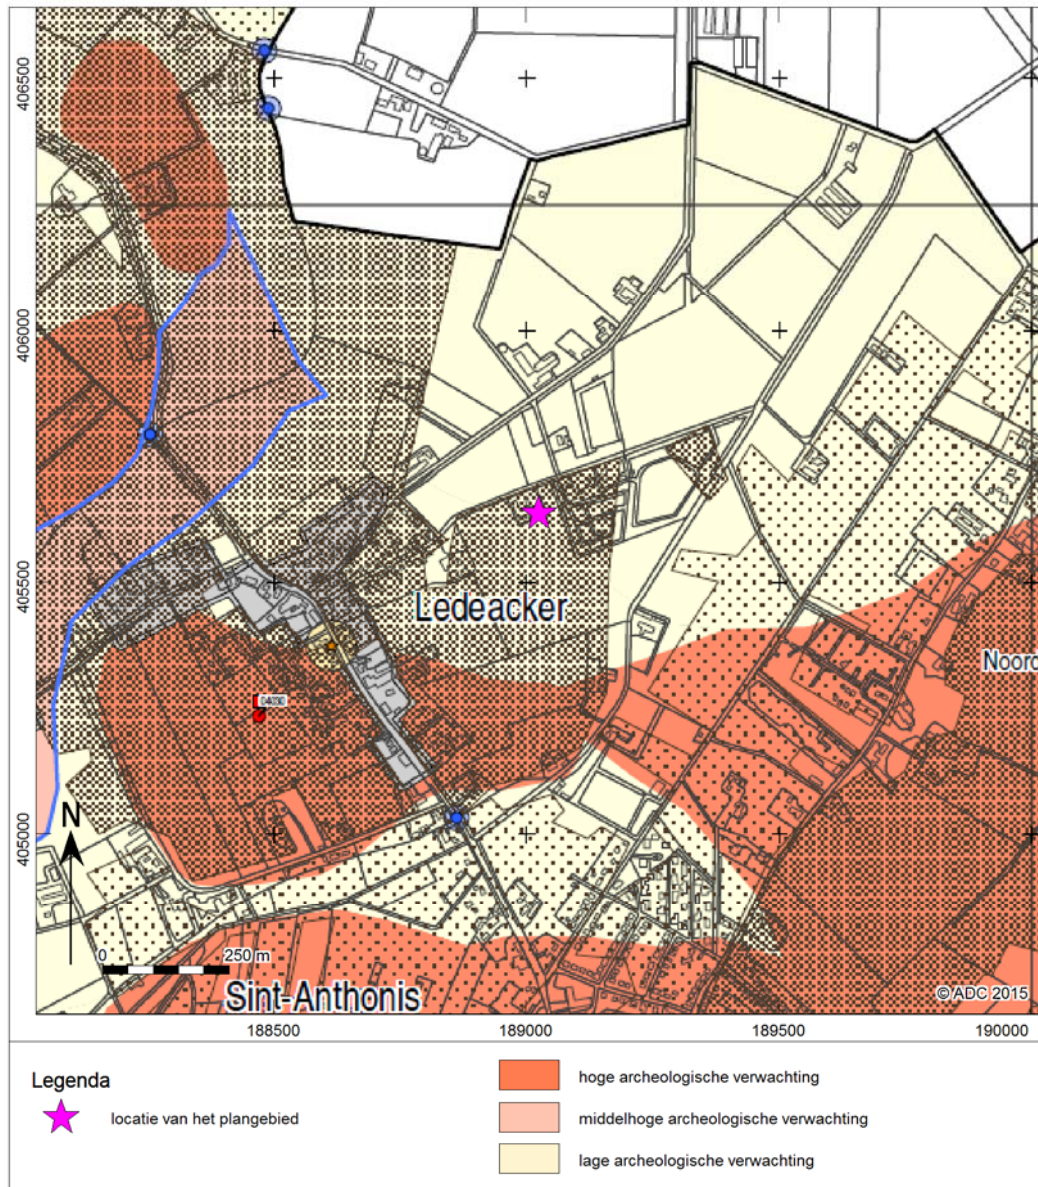 406500
406000
405500
405000
Ledeacker
Noord
N
0
250 m
Sint-Anthonis
© ADC 2015
188500
189000
189500
190000
Legenda
locatie van het plangebied
hoge archeologische verwachting
middelhoge archeologische verwachting
lage archeologische verwachting